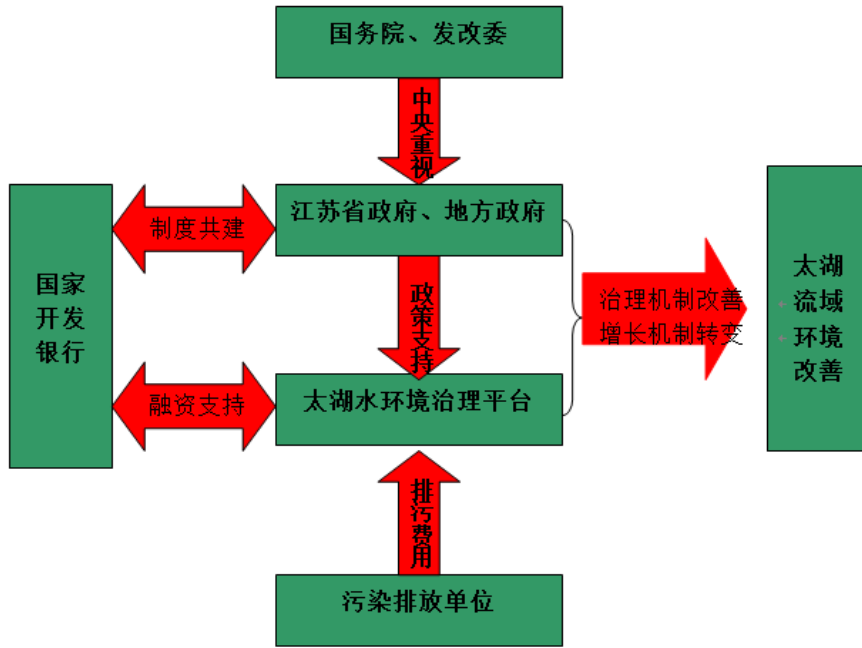 国务院、发改委
中央重视
江苏省政府、地方政府
制度共建
国家
开发
银行
政策支持
治理机制改善
增长机制转变
太湖
流域
环境
改善
融资支持
太湖水环境治理平台
排污费用
污染排放单位